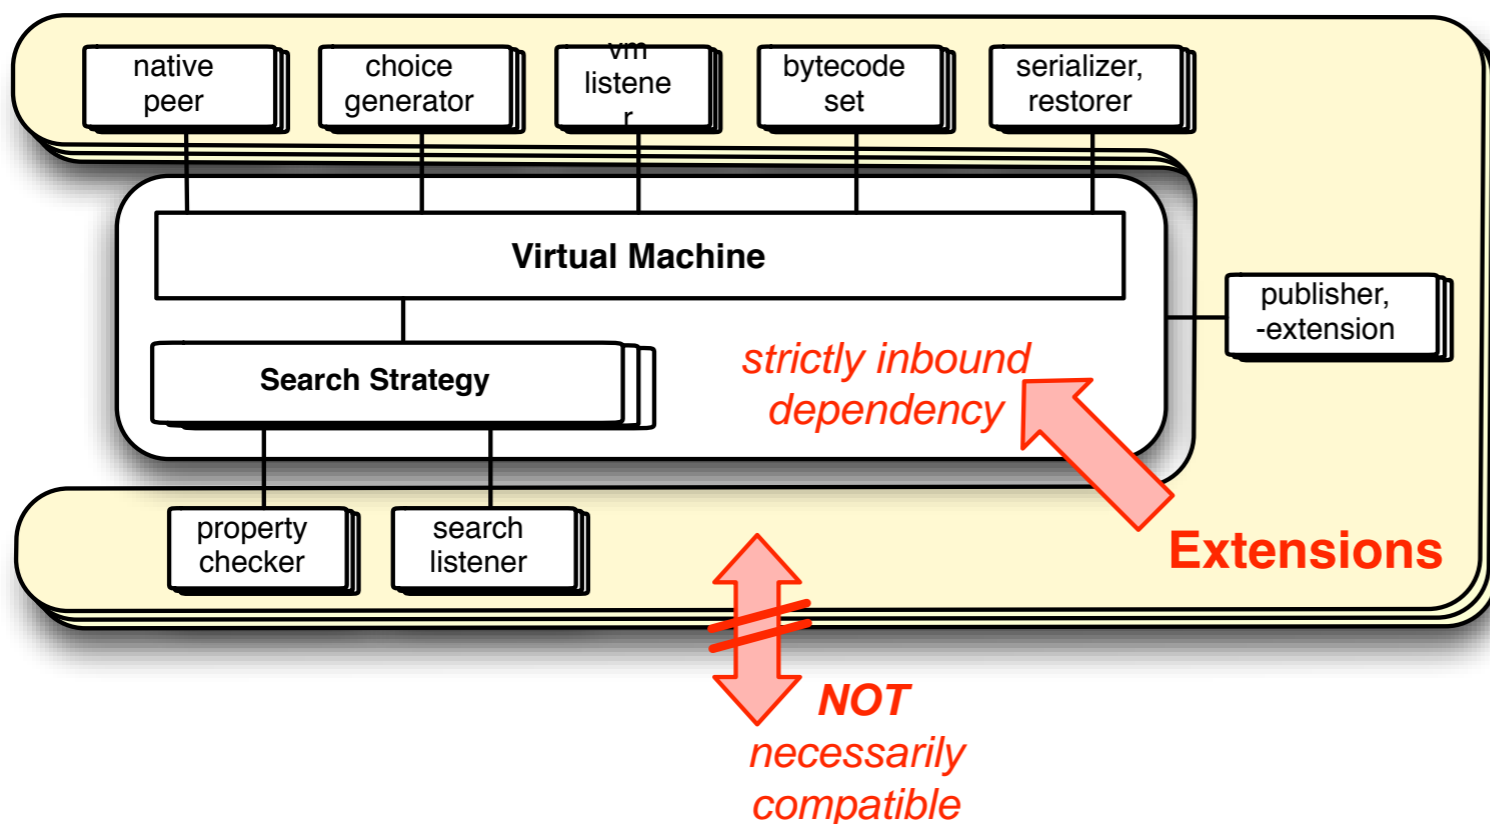 native
peer
choice
generator
vm
listene
r
bytecode
set
serializer,
restorer
Virtual Machine
publisher,
-extension
Search Strategy
strictly inbound
dependency
property
checker
search
listener
Extensions
NOT
necessarily
compatible